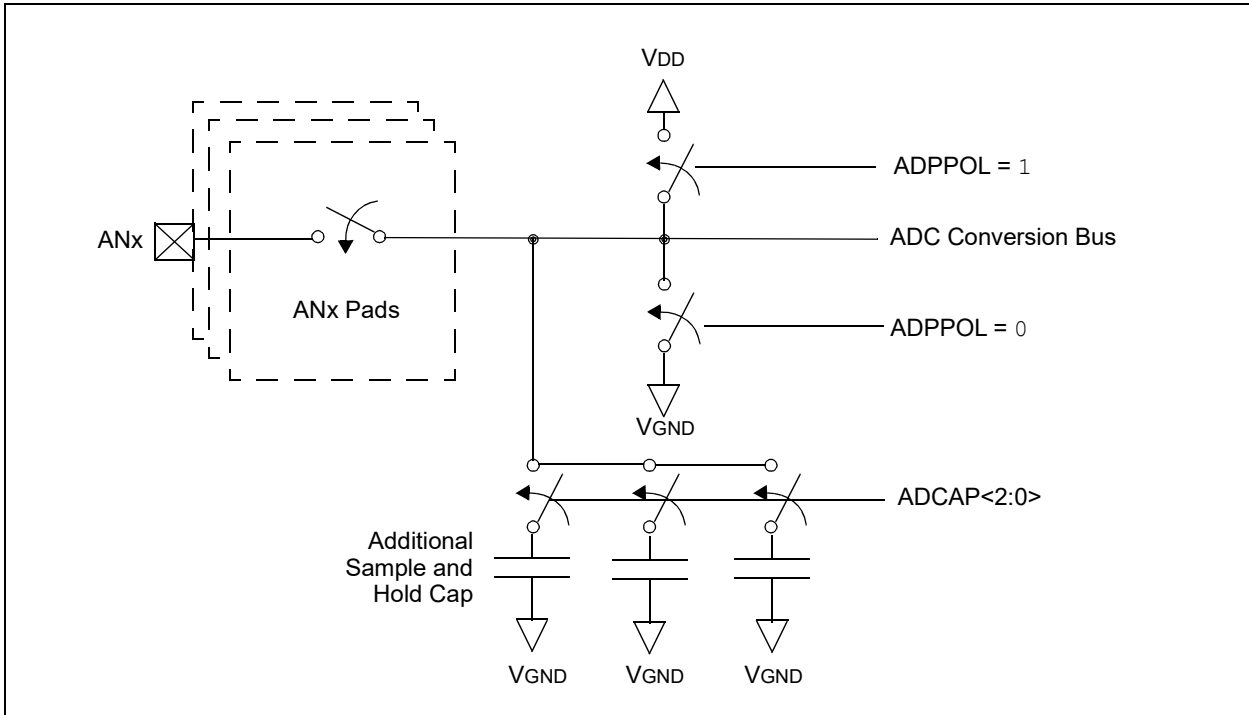 VDD
ADPPOL = 1
ANx
ADC Conversion Bus
ANx Pads
ADPPOL = 0
VGND
ADCAP<2:0>
Additional
Sample and
Hold Cap
VGND
VGND
VGND